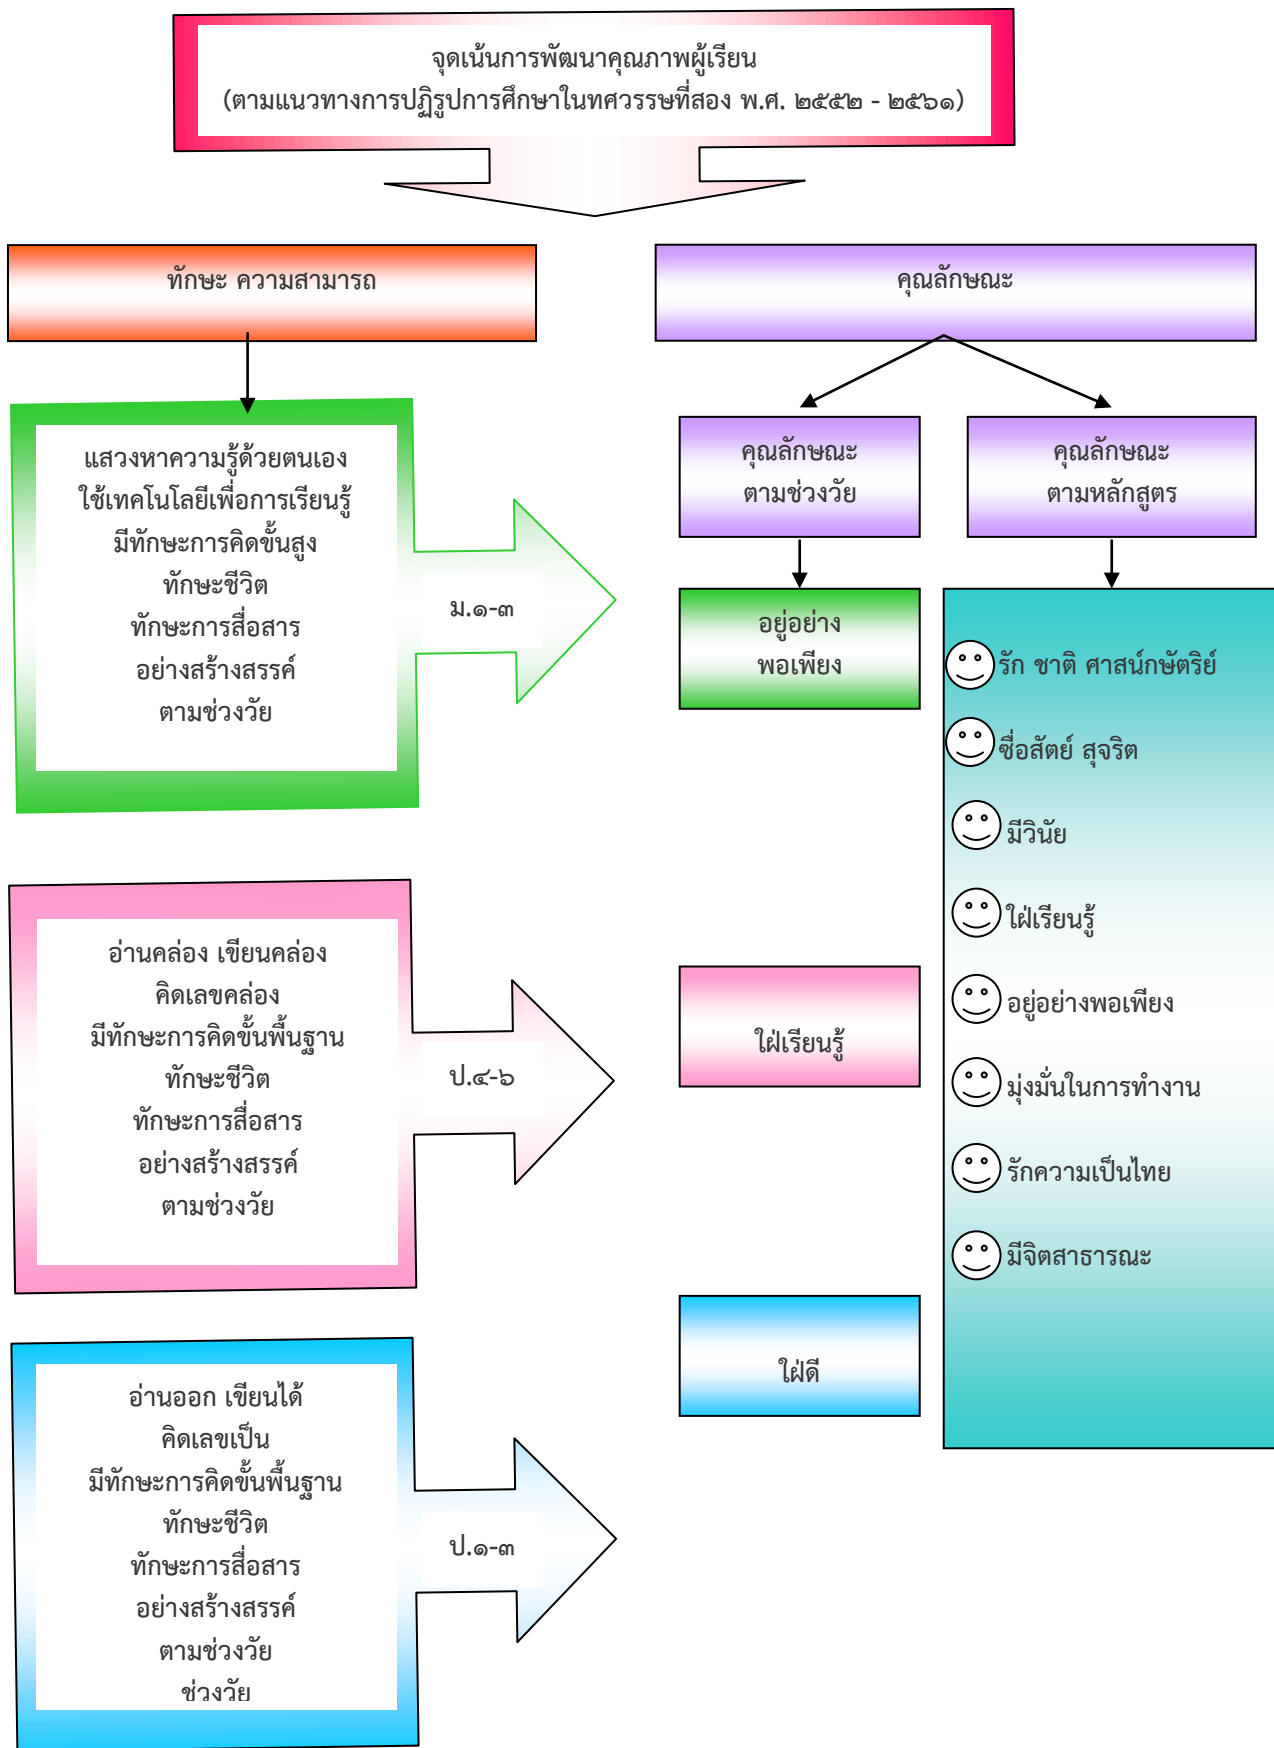 จุดเน้นการพัฒนาคุณภาพผู้เรียน
(ตามแนวทางการปฏิรูปการศึกษาในทศวรรษที่สอง พ.ศ. ๒๕๕๒ - ๒๕๖๑)
ทักษะ ความสามารถ
คุณลักษณะ
แสวงหาความรู้ด้วยตนเอง
ใช้เทคโนโลยีเพื่อการเรียนรู้
มีทักษะการคิดขั้นสูง
ทักษะชีวิต
ทักษะการสื่อสาร
อย่างสร้างสรรค์
ตามช่วงวัย
ม.๑-๓
คุณลักษณะ
ตามช่วงวัย
คุณลักษณะ
ตามหลักสูตร
อยู่อย่าง
พอเพียง
รัก ชาติ ศาสน์กษัตริย์
ซื่อสัตย์ สุจริต
มีวินัย
ใฝ่เรียนรู้
อยู่อย่างพอเพียง
มุ่งมั่นในการทำงาน
รักความเป็นไทย
มีจิตสาธารณะ
อ่านคล่อง เขียนคล่อง
คิดเลขคล่อง
มีทักษะการคิดขั้นพื้นฐาน
ทักษะชีวิต
ทักษะการสื่อสาร
อย่างสร้างสรรค์
ตามช่วงวัย
ป.๔-๖
ใฝ่เรียนรู้
อ่านออก เขียนได้
คิดเลขเป็น
มีทักษะการคิดขั้นพื้นฐาน
ทักษะชีวิต
ทักษะการสื่อสาร
อย่างสร้างสรรค์
ตามช่วงวัย
ช่วงวัย
ป.๑-๓
ใฝ่ดี